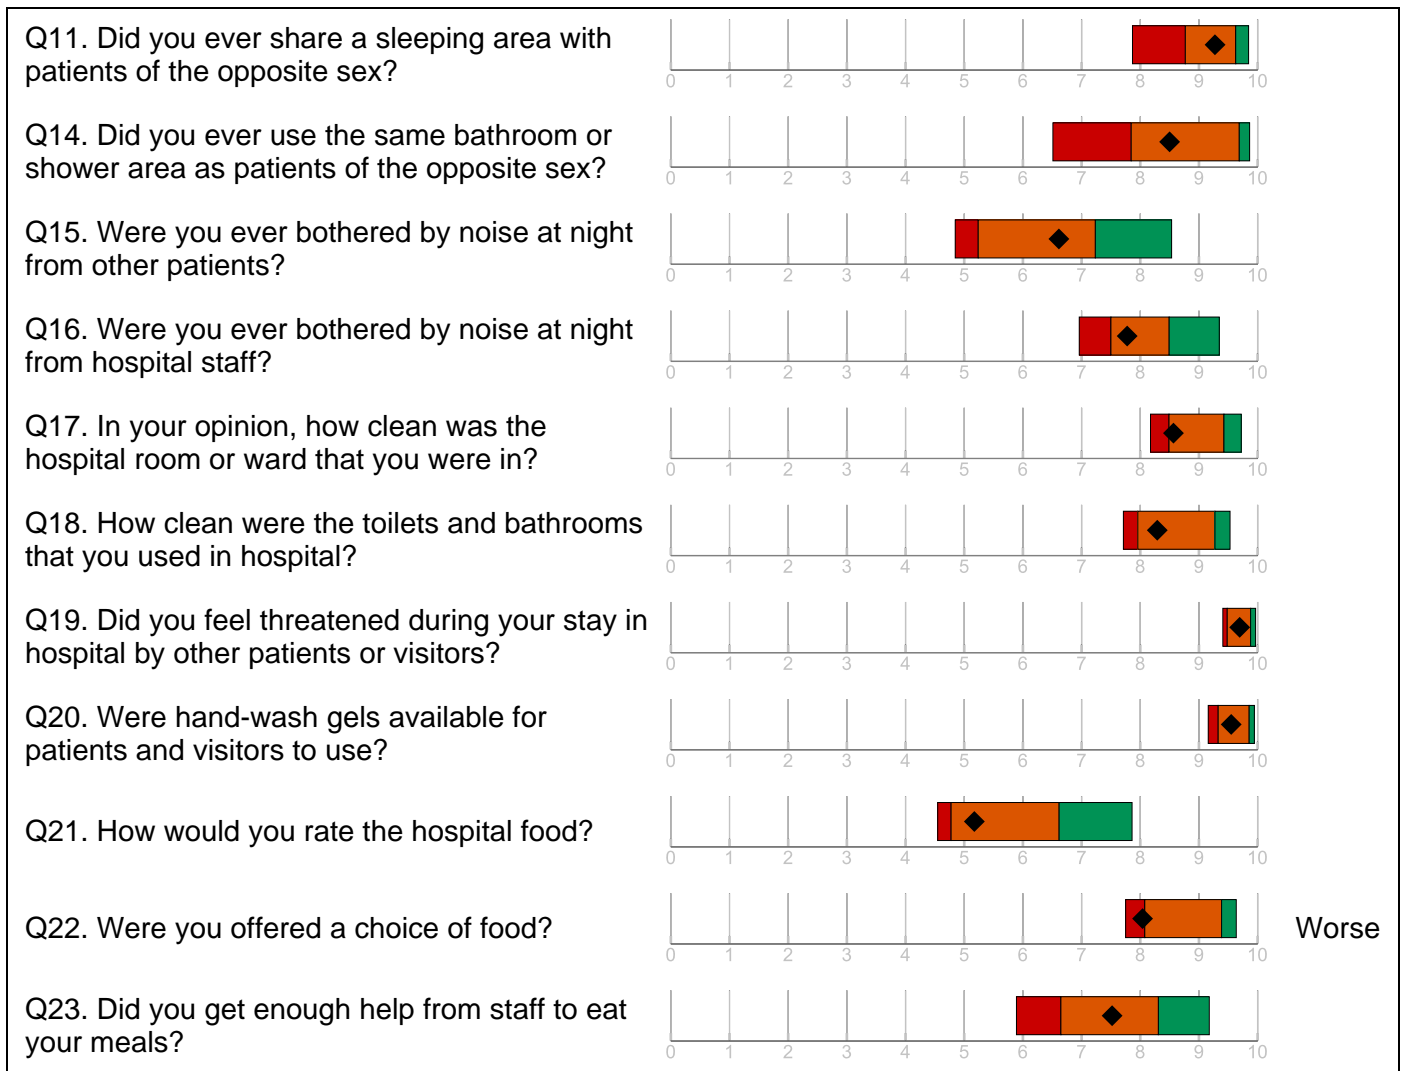 Q11. Did you ever share a sleeping area with
patients of the opposite sex?
0 1 2 3 4 5 6 7 8 9 10
Q14. Did you ever use the same bathroom or
shower area as patients of the opposite sex?
0 1 2 3 4 5 6 7 8 9 10
Q15. Were you ever bothered by noise at night
from other patients?
0 1 2 3 4 5 6 7 8 9 10
Q16. Were you ever bothered by noise at night
from hospital staff?
0 1 2 3 4 5 6 7 8 9 10
Q17. In your opinion, how clean was the
hospital room or ward that you were in?
0 1 2 3 4 5 6 7 8 9 10
Q18. How clean were the toilets and bathrooms
that you used in hospital?
0 1 2 3 4 5 6 7 8 9 10
Q19. Did you feel threatened during your stay in
hospital by other patients or visitors?
0 1 2 3 4 5 6 7 8 9 10
Q20. Were hand-wash gels available for
patients and visitors to use?
0 1 2 3 4 5 6 7 8 9 10
Q21. How would you rate the hospital food?
0 1 2 3 4 5 6 7 8 9 10
Q22. Were you offered a choice of food?
Worse
0 1 2 3 4 5 6 7 8 9 10
Q23. Did you get enough help from staff to eat
your meals?
0 1 2 3 4 5 6 7 8 9 10